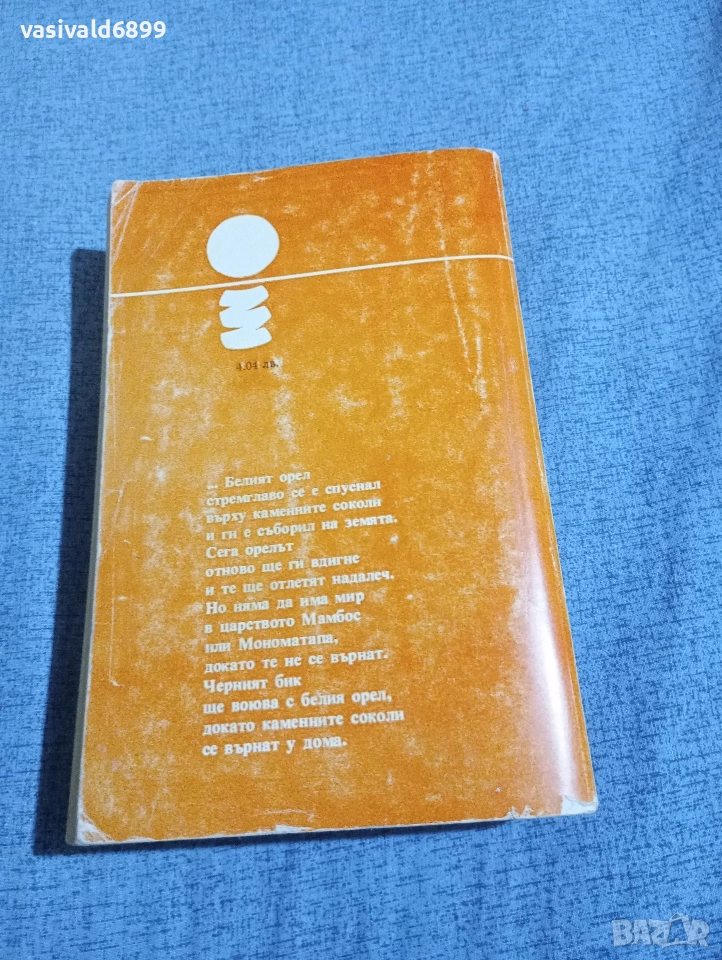 vasivald6899
4.04 лв.
... Белият орел
стремглаво се е спуснал
върху каменните соколи
и ги е съборил на земята.
Сега орелът
отново ще ги вдигне
и те ще отлетят надалеч.
Но няма да има мир
в царството Мамбос
или Мономатапа,
докато те не се върнат.
Черният бик
ще воюва с белия орел,
докато каменните соколи
се върнат у дома.
BAZAR